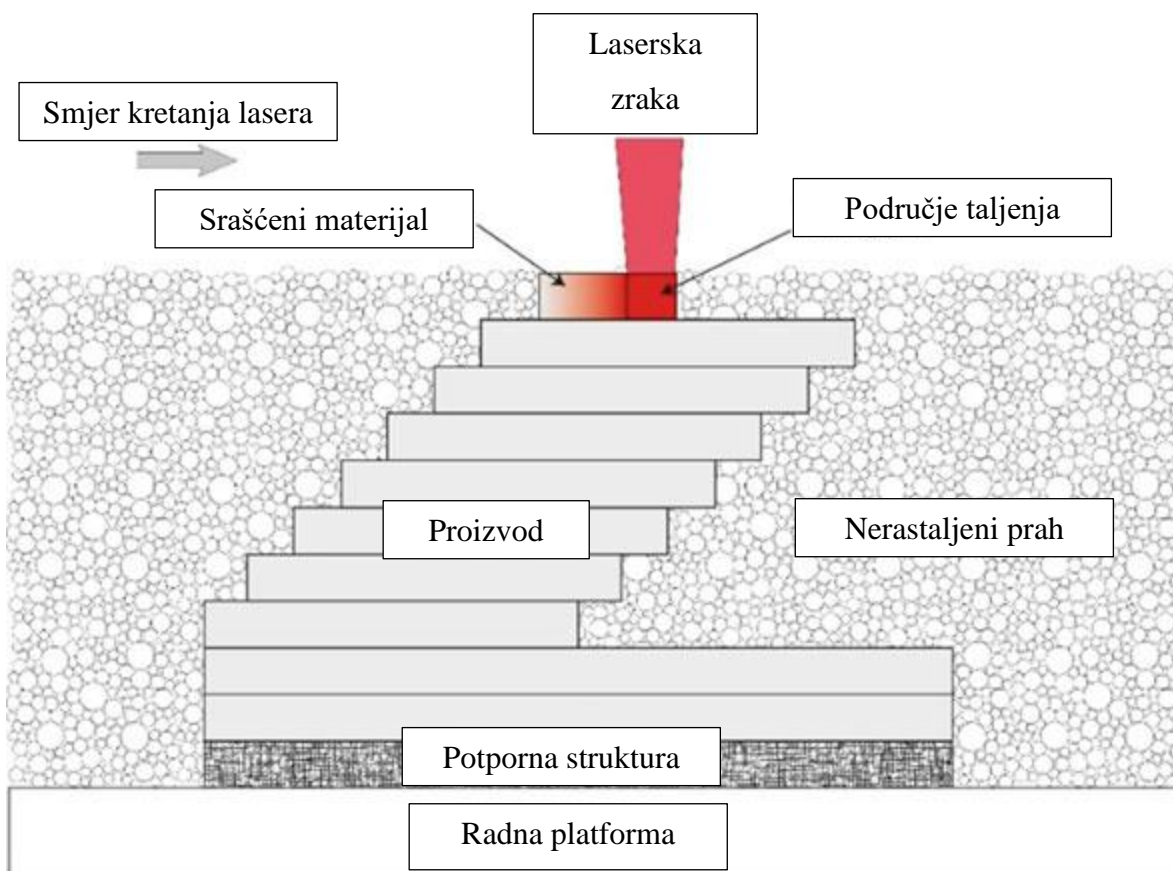 Laserska
zraka
Smjer kretanja lasera
Srašćeni materijal
Područje taljenja
Proizvod
Nerastaljeni prah
Potporna struktura
Radna platforma